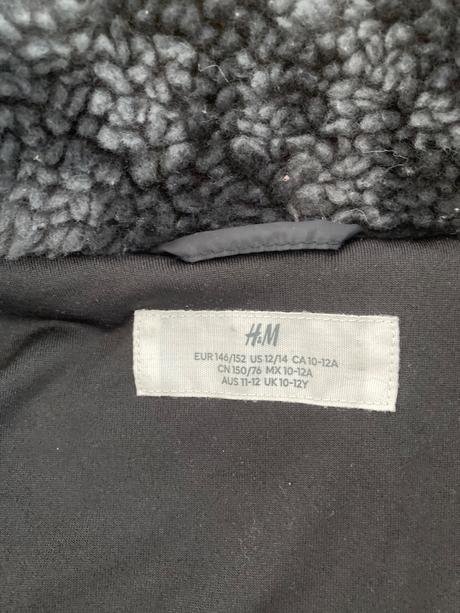 H&M
EUR 146/152 US 12/14 CA 10-12A
CN 150/76 MX 10-12A
AUS 11-12 UK 10-12Y